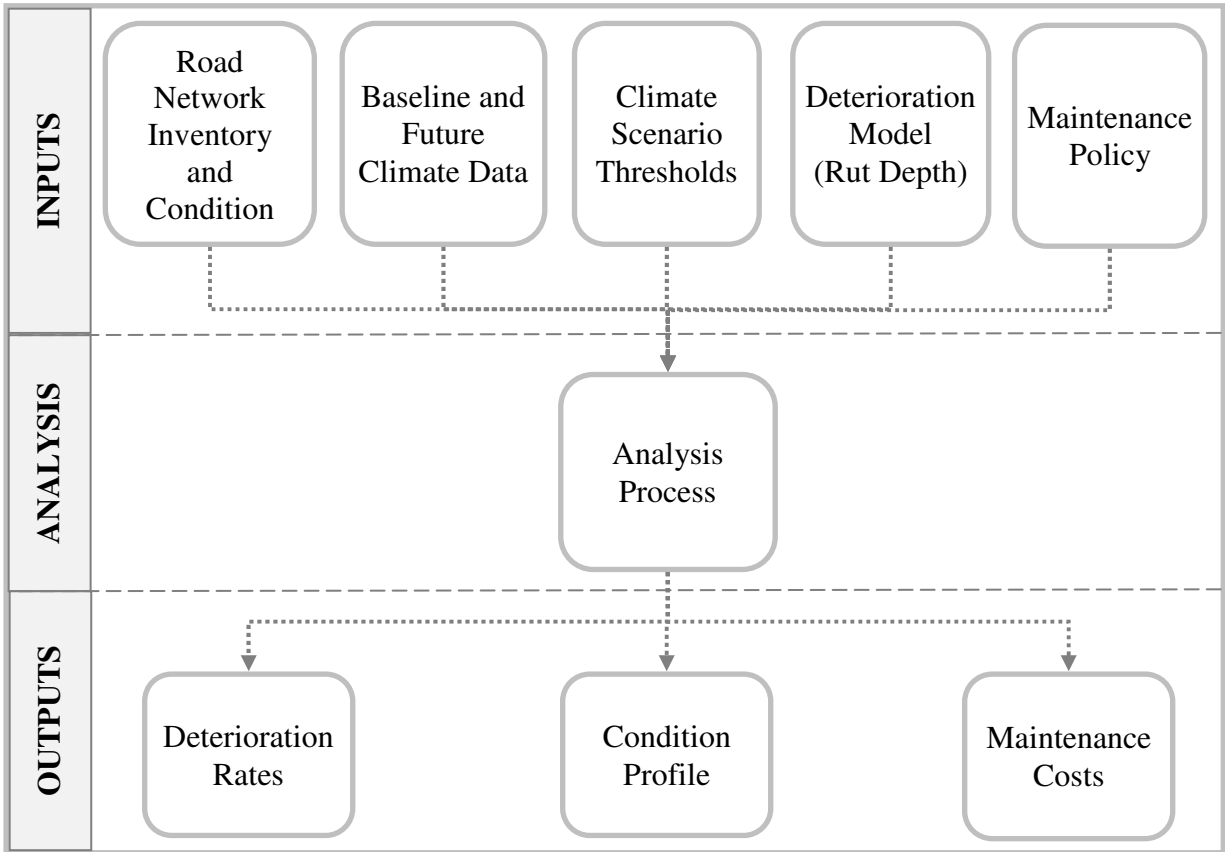 INPUTS
Road
Network
Inventory
and
Condition
Baseline and
Future
Climate Data
Climate
Scenario
Thresholds
Deterioration
Model
(Rut Depth)
Maintenance
Policy
ANALYSIS
Analysis
Process
OUTPUTS
Deterioration
Rates
Condition
Profile
Maintenance
Costs